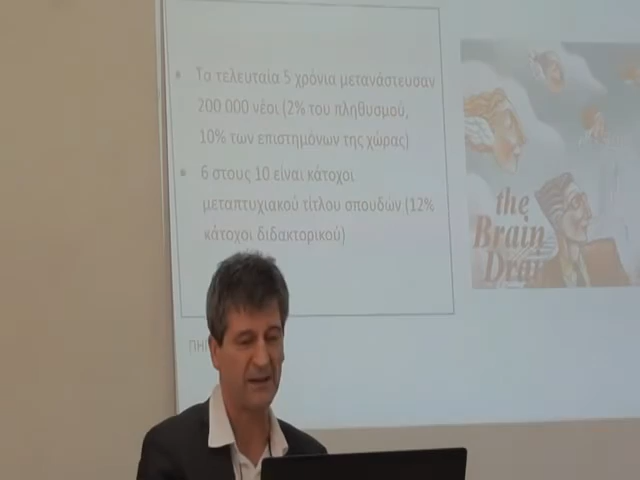 Τα τελευταία 5 χρόνια μετανάστευσαν
200 000 νέοι (2% του πληθυσμού,
10% των επιστημόνων της χώρας)
6 στους 10 είναι κάτοχοι
μεταπτυχιακού τίτλου σπουδών (12%
κάτοχοι διδακτορικού)
the
Brain
Drain